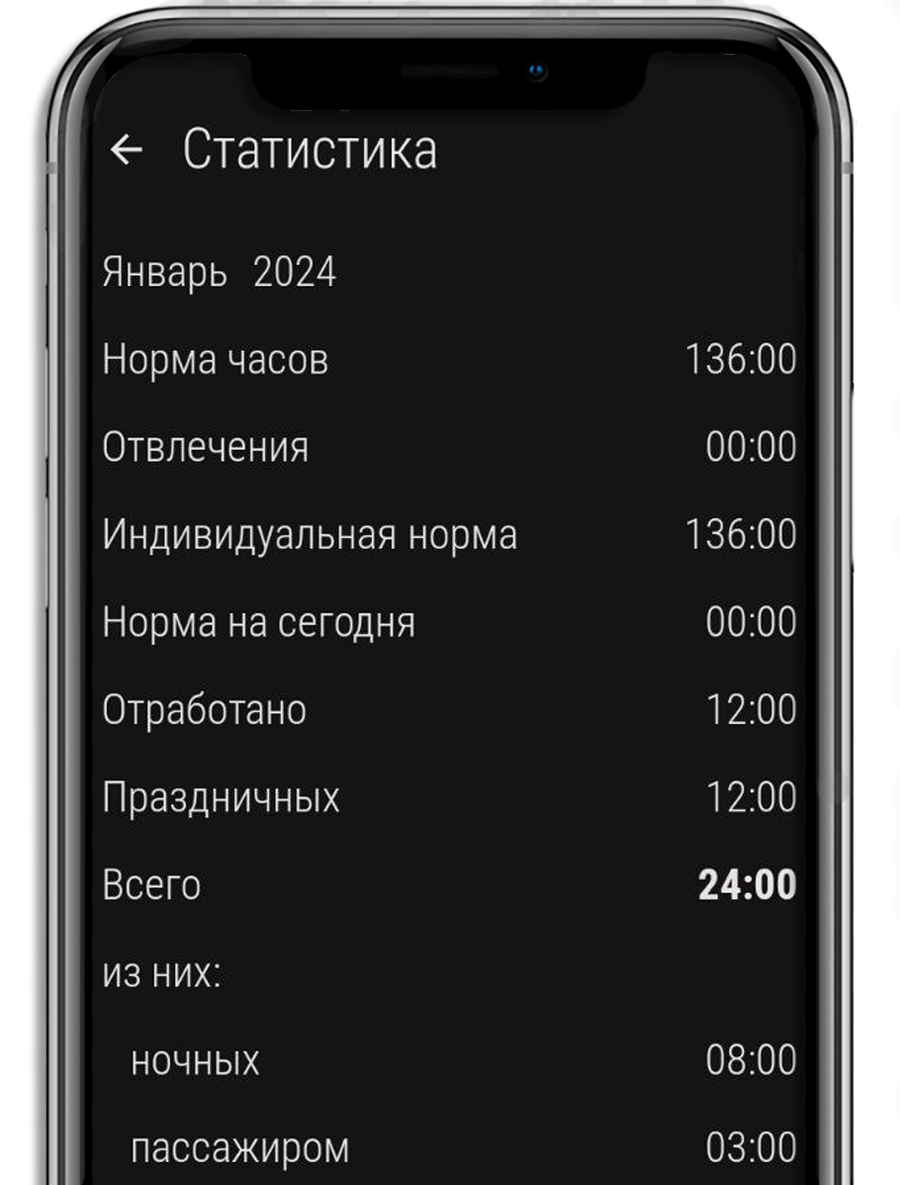 Статистика
Январь 2024
Норма часов 136:00
Отвлечения 00:00
Индивидуальная норма 136:00
Норма на сегодня 00:00
Отработано 12:00
Праздничных 12:00
Всего 24:00
из них:
ночных 08:00
пассажиром 03:00